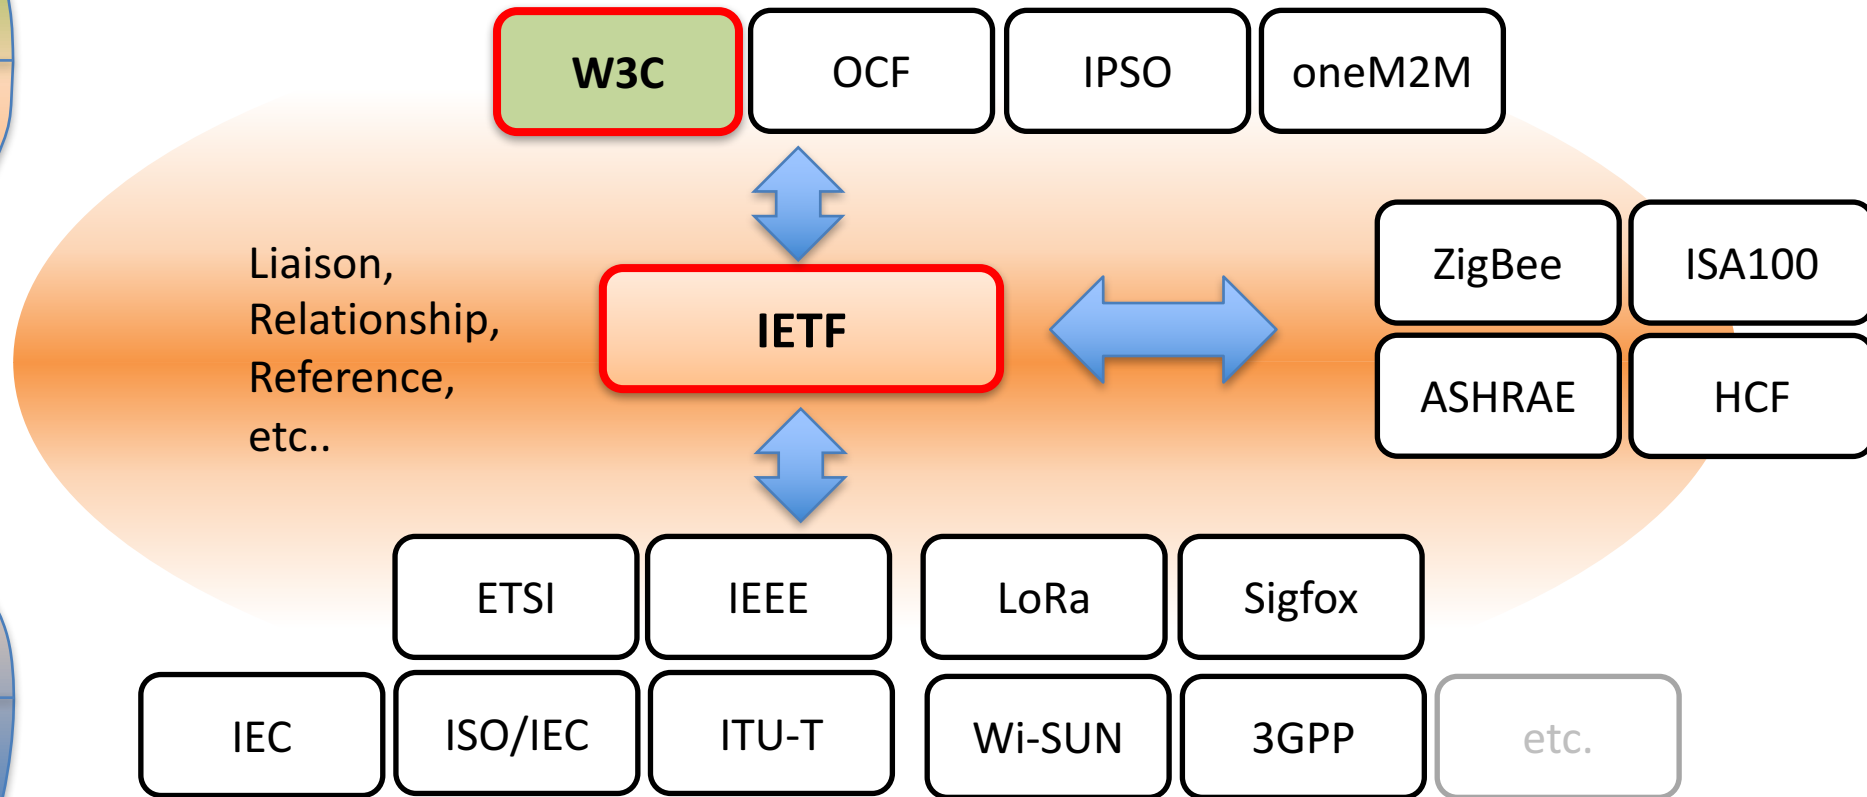 W3C OCF IPSO oneM2M
Liaison,
Relationship,
Reference,
etc..
IETF
ZigBee ISA100
ASHRAE HCF
ETSI IEEE LoRa Sigfox
IEC ISO/IEC ITU-T Wi-SUN 3GPP etc.